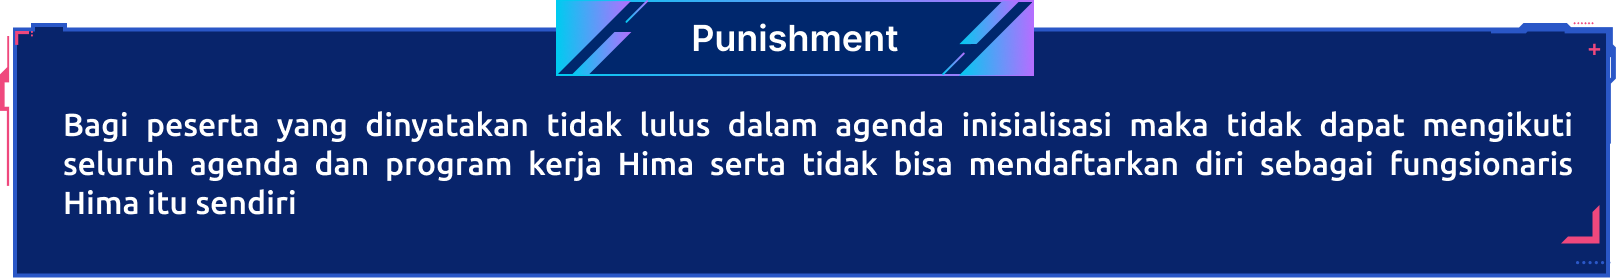 Punishment
Bagi peserta yang dinyatakan tidak lulus dalam agenda inisialisasi maka tidak dapat mengikuti
seluruh agenda dan program kerja Hima serta tidak bisa mendaftarkan diri sebagai fungsionaris
Hima itu sendiri